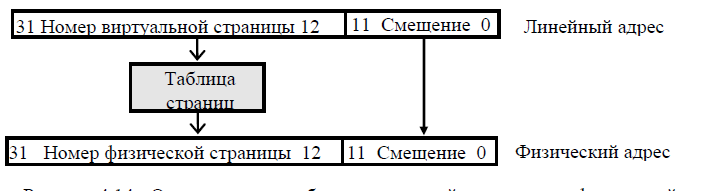 31 Номер виртуальной страницы 12 11 Смещение 0 Линейный адрес
Таблица
страниц
31 Номер физической страницы 12 11 Смещение 0 Физический адрес